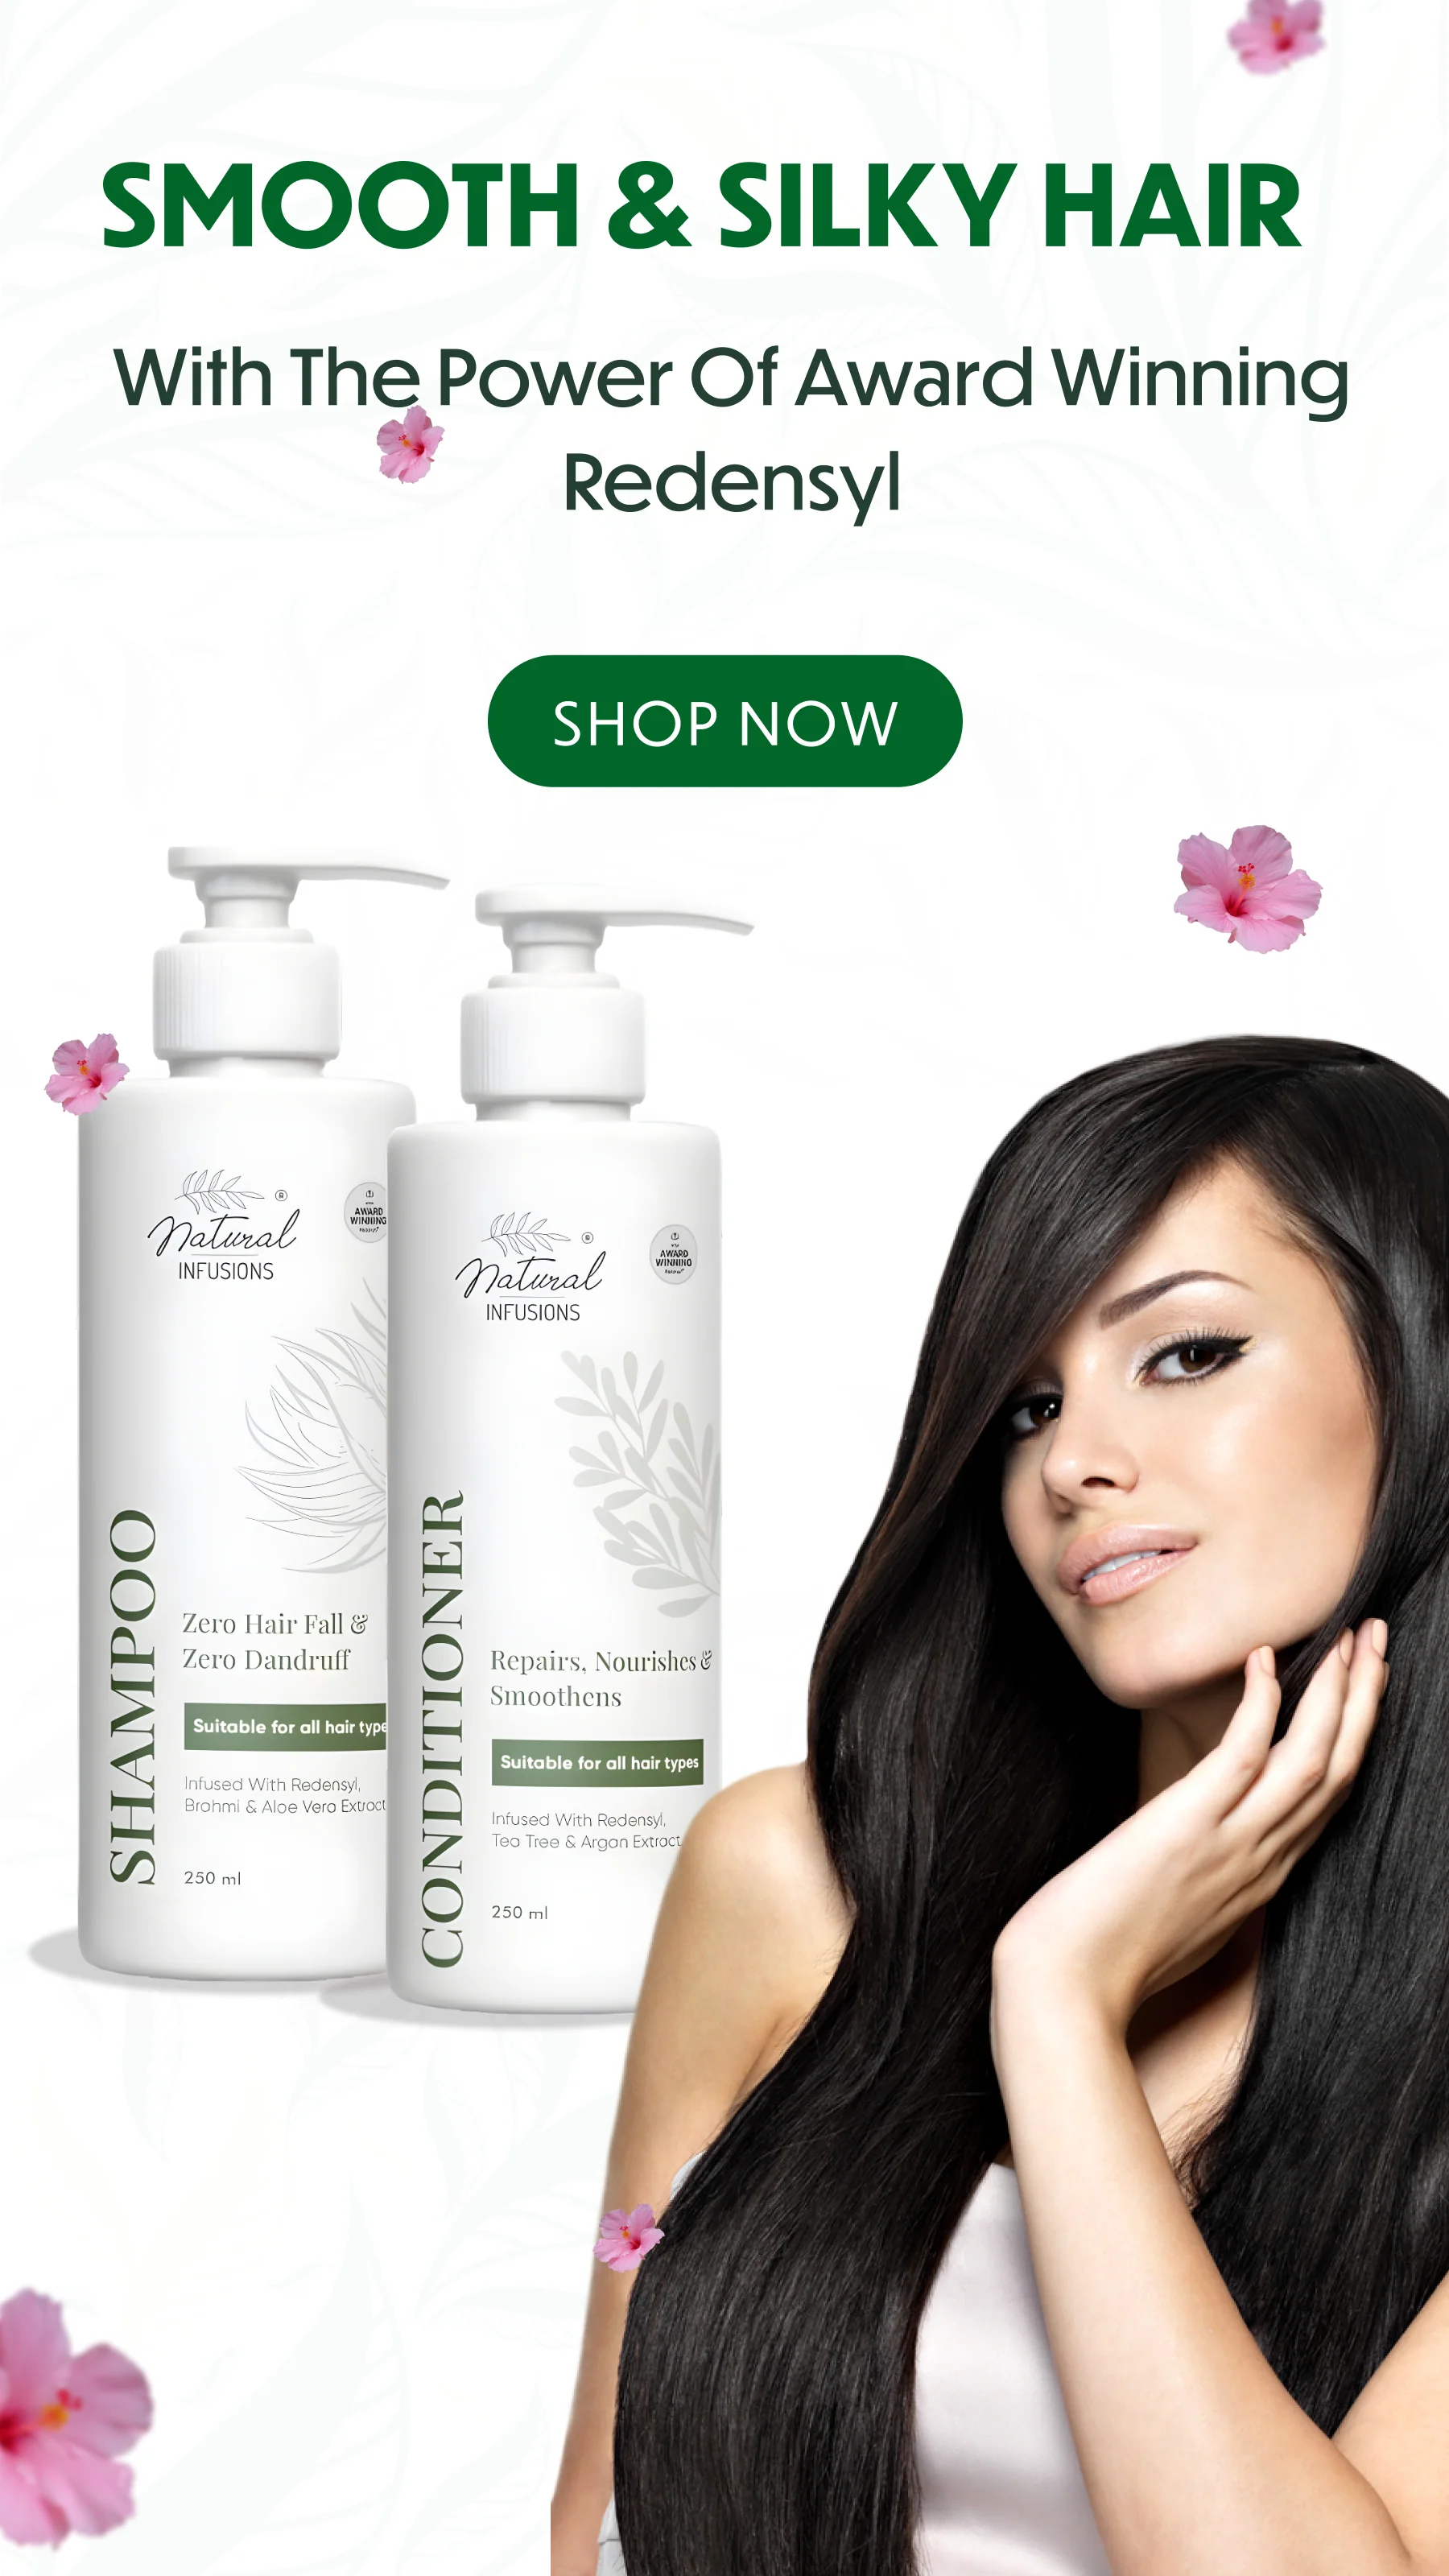 SMOOTH & SILKY HAIR
With The Power Of Award Winning
Redensyl
SHOP NOW
Natural
INFUSIONS
AWARD
WINNING
SHAMPOO
Zero Hair Fall &
Zero Dandruff
Suitable for all hair type
Infused With Redensyl,
Brahmi & Aloe Vera Extract
250 ml
Natural
INFUSIONS
AWARD
WINNING
CONDITIONER
Repairs, Nourishes &
Smoothens
Suitable for all hair types
Infused With Redensyl,
Tea Tree & Argan Extract
250 ml